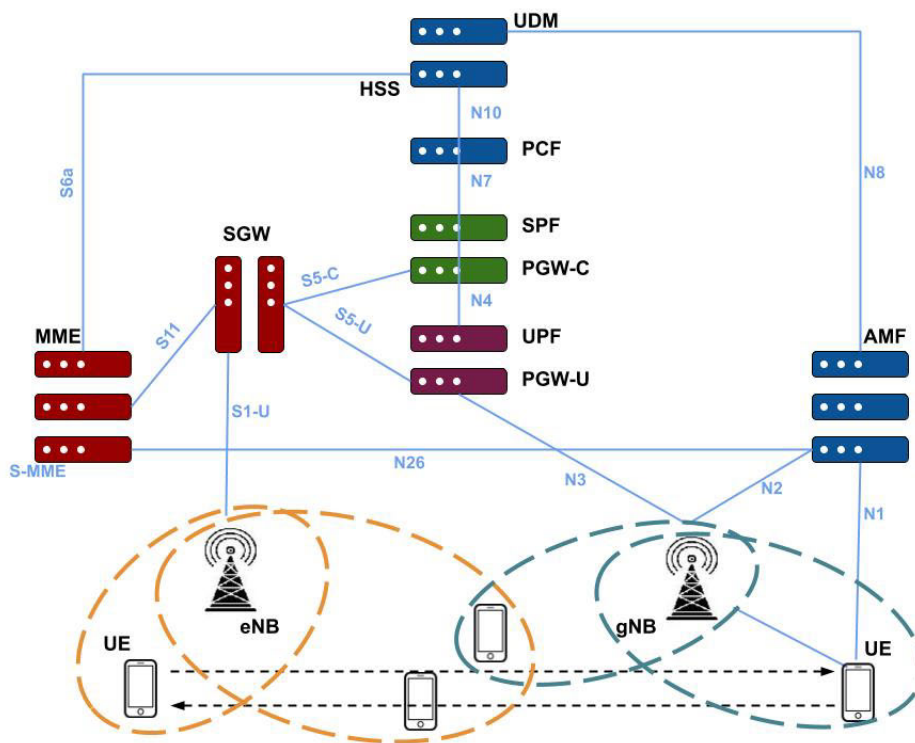 UDM
HSS
N10
PCF
S6a
N7
N8
SPF
SGW
S5-C
PGW-C
N4
S5-U
S11
MME
UPF
AMF
PGW-U
S1-U
N26
S-MME
N3
N2
N1
eNB
gNB
UE
UE